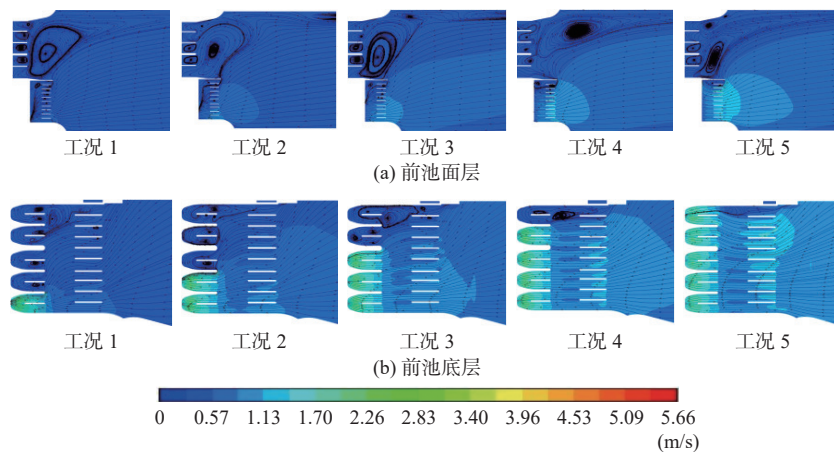 工况 1 工况 2 工况 3 工况 4 工况 5
(a) 前池面层
工况 1 工况 2 工况 3 工况 4 工况 5
(b) 前池底层
0 0.57 1.13 1.70 2.26 2.83 3.40 3.96 4.53 5.09 5.66
(m/s)